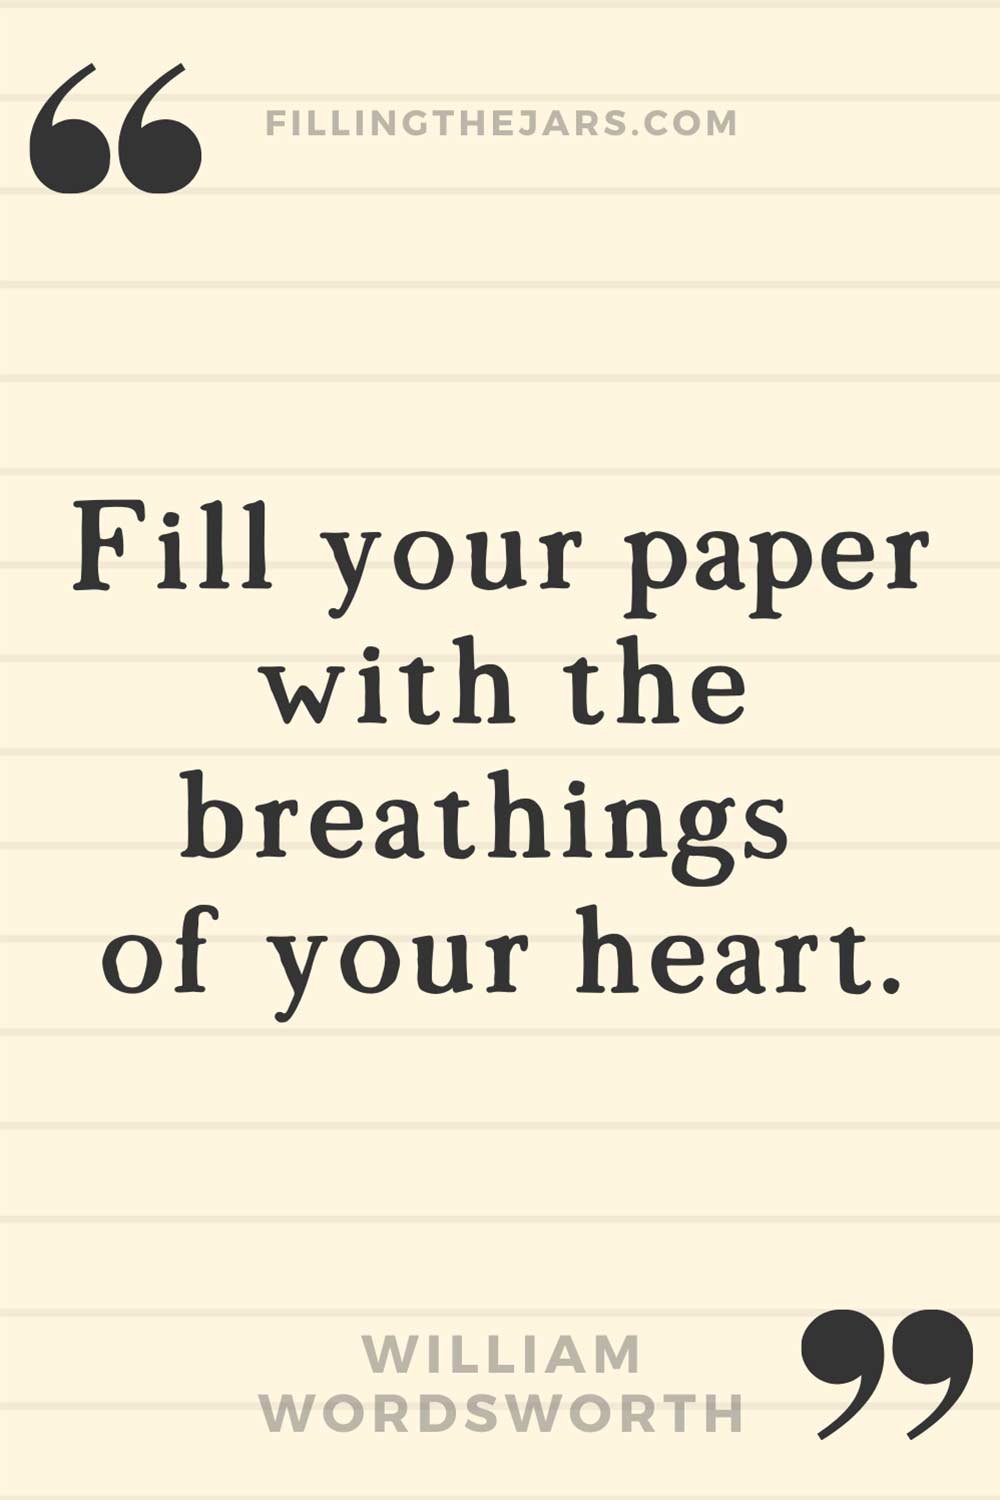 “
FILLINGTHEJARS.COM
Fill your paper
with the
breathings
of your heart.
WILLIAM
WORDSWORTH
”